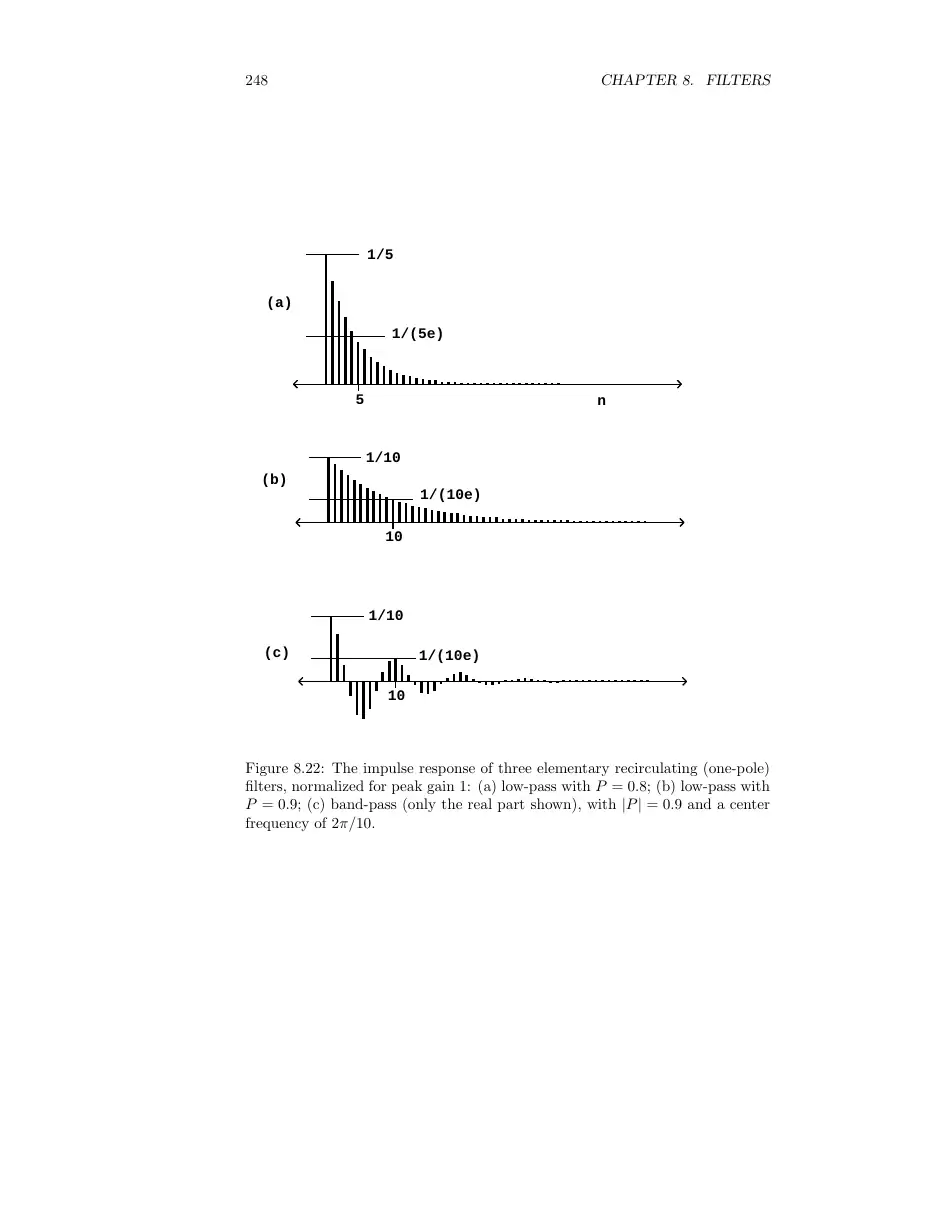 248 CHAPTER 8. FILTERS
1/5
(a)
1/(5e)
5 n
1/10
(b)
1/(10e)
10
1/10
(c)
1/(10e)
10
Figure 8.22: The impulse response of three elementary recirculating (one-pole)
filters, normalized for peak gain 1: (a) low-pass with P = 0.8; (b) low-pass with
P = 0.9; (c) band-pass (only the real part shown), with |P| = 0.9 and a center
frequency of 2π/10.